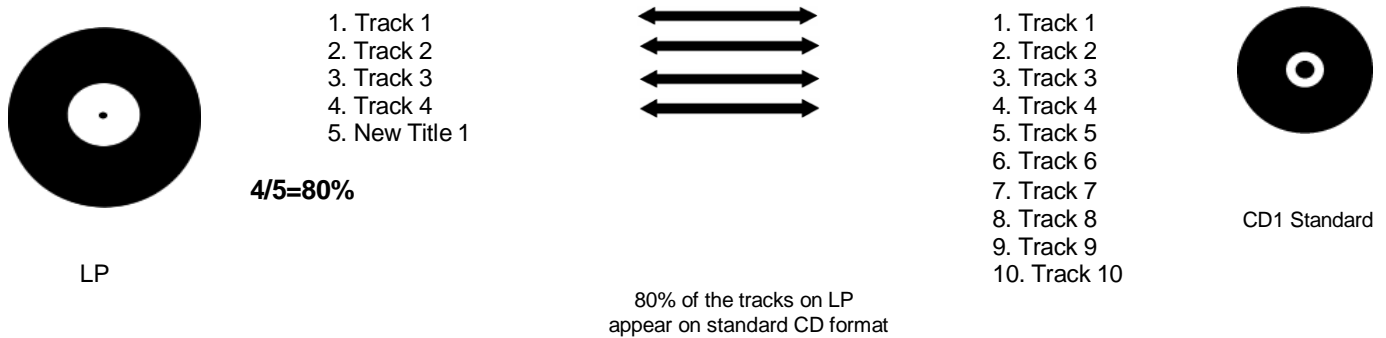 1. Track 1
2. Track 2
3. Track 3
4. Track 4
5. New Title 1
4/5=80%
LP
1. Track 1
2. Track 2
3. Track 3
4. Track 4
5. Track 5
6. Track 6
7. Track 7
8. Track 8
9. Track 9
10. Track 10
CD1 Standard
80% of the tracks on LP
appear on standard CD format